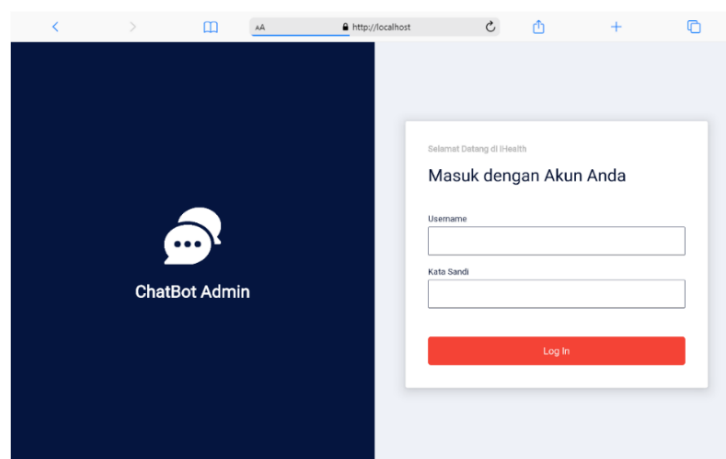 AA http://localhost
ChatBot Admin
Selamat Datang di iHealth
Masuk dengan Akun Anda
Username
Kata Sandi
Log In